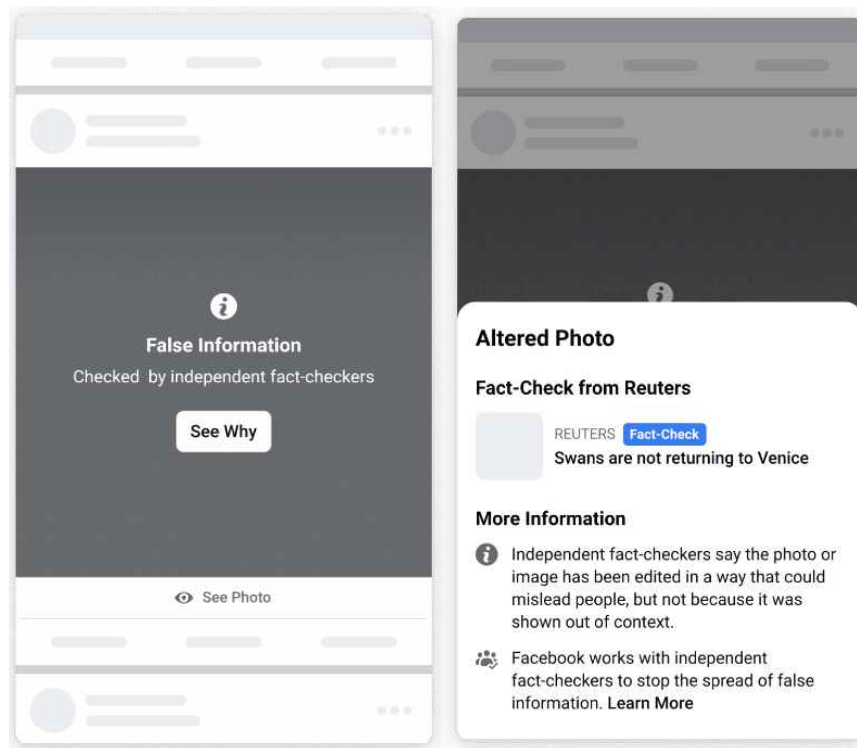 False Information
Checked by independent fact-checkers
See Why
See Photo
Altered Photo
Fact-Check from Reuters
REUTERS Fact-Check
Swans are not returning to Venice
More Information
Independent fact-checkers say the photo or
image has been edited in a way that could
mislead people, but not because it was
shown out of context.
Facebook works with independent
fact-checkers to stop the spread of false
information. Learn More